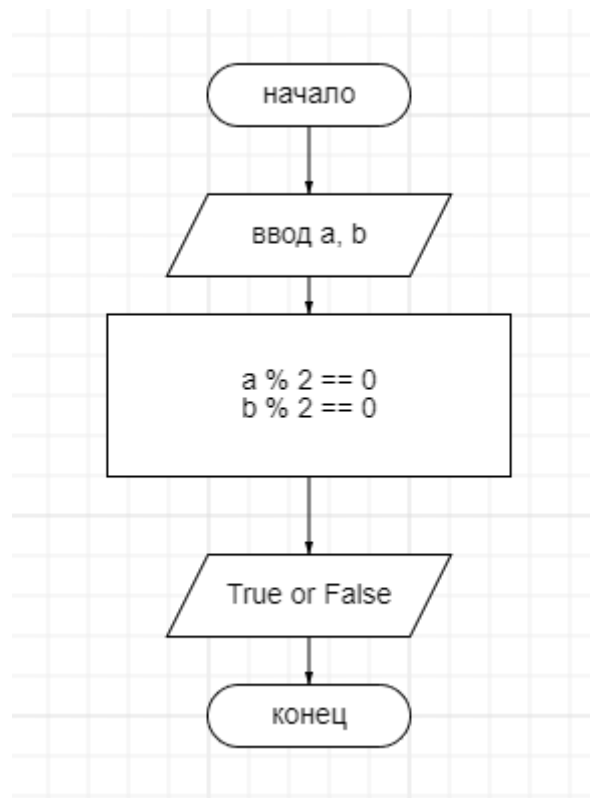 начало
ввод a, b
a % 2 == 0
b % 2 == 0
True or False
конец